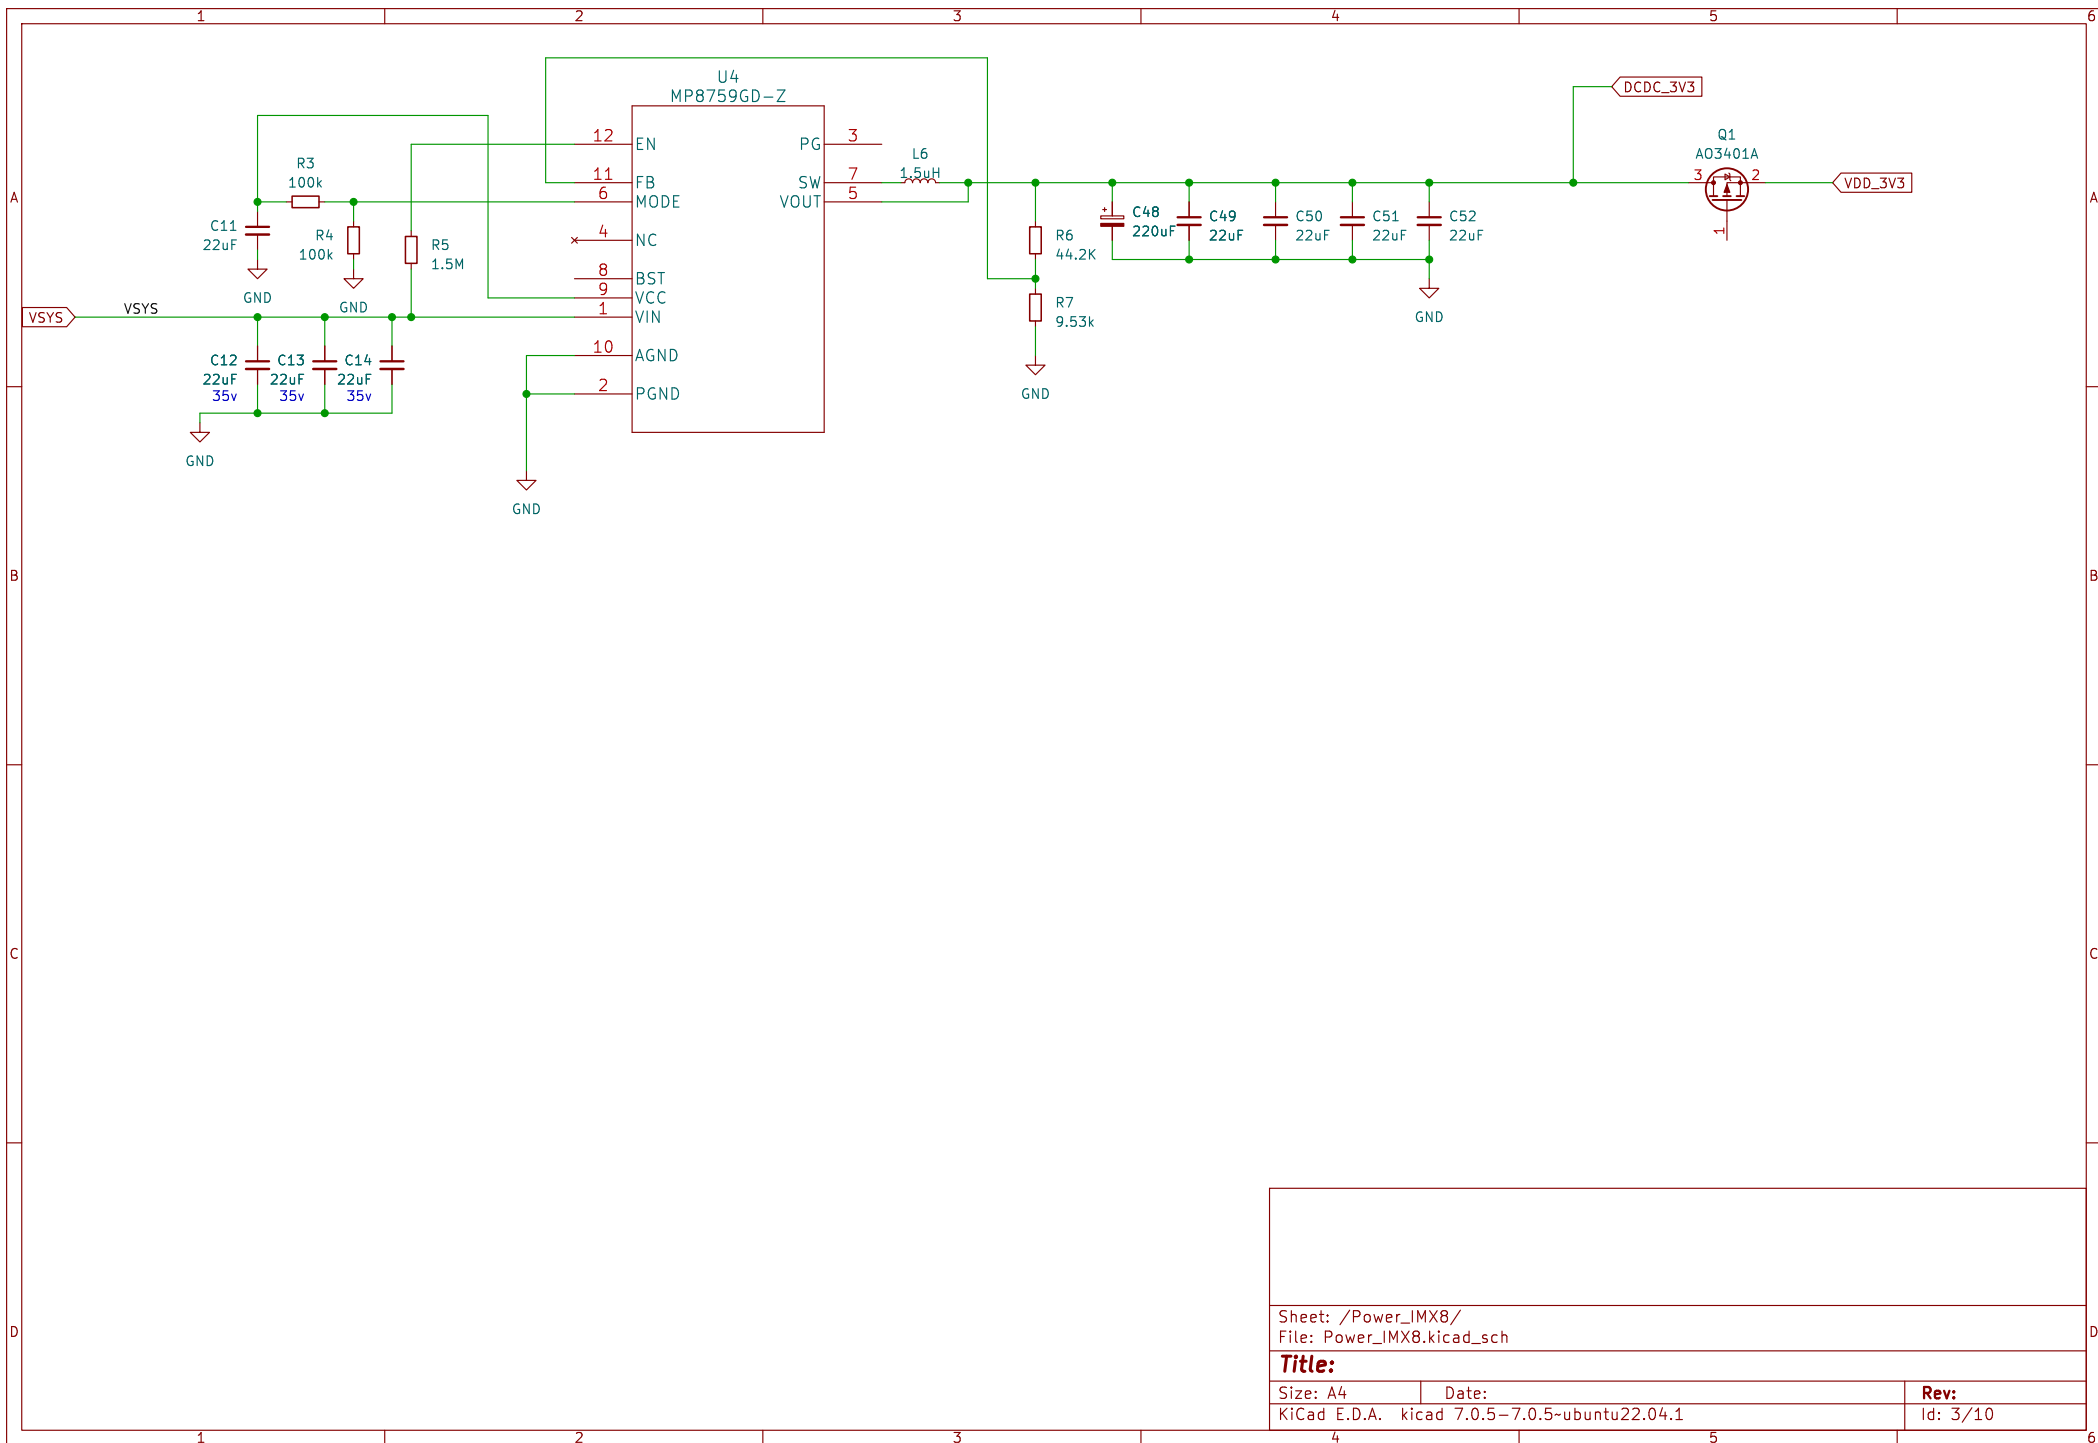 1 2 3 4 5 6
A
B
C
D
A
B
C
D
U4
MP8759GD-Z
12 EN
11 FB
6 MODE
4 NC
8 BST
9 VCC
1 VIN
10 AGND
2 PGND
PG 3
SW 7
VOUT 5
R3
100k
C11
22uF
GND
R4
100k
GND
R5
1.5M
VSYS
VSYS
C12
22uF
35v
C13
22uF
35v
C14
22uF
35v
GND
GND
L6
1.5uH
R6
44.2K
R7
9.53k
GND
+
C48
220uF
C49
22uF
C50
22uF
C51
22uF
C52
22uF
GND
DCDC_3V3
Q1
AO3401A
3
2
1
VDD_3V3
Sheet: /Power_IMX8/
File: Power_IMX8.kicad_sch
Title:
Size: A4 Date: Rev:
KiCad E.D.A. kicad 7.0.5-7.0.5~ubuntu22.04.1 Id: 3/10
1 2 3 4 5 6